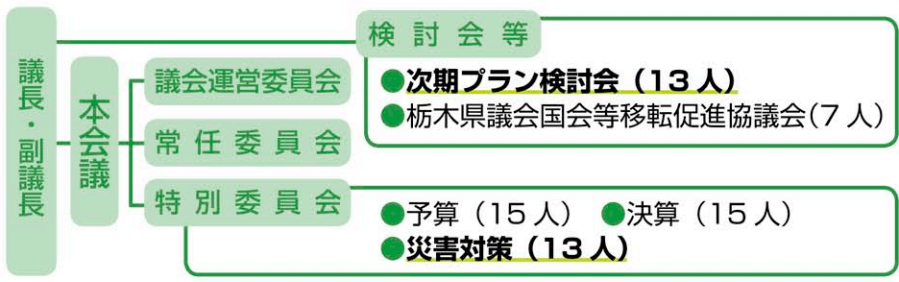 議長・副議長
本会議
検討会等
●次期プラン検討会（13人）
●栃木県議会国会等移転促進協議会（7人）
議会運営委員会
常任委員会
特別委員会
●予算（15人） ●決算（15人）
●災害対策（13人）